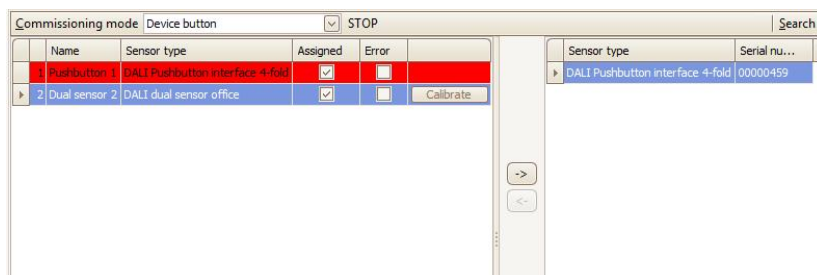 Commissioning mode Device button STOP Search
Name Sensor type Assigned Error Sensor type Serial nu...
1 Pushbutton 1 DALI Pushbutton interface 4-fold DALI Pushbutton interface 4-fold 00000459
2 Dual sensor 2 DALI dual sensor office Calibrate
->
<-